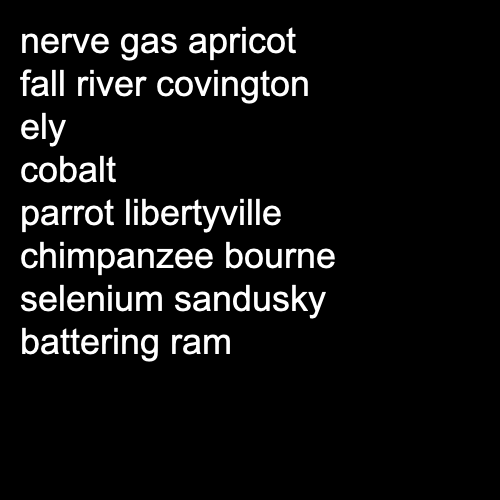 nerve gas apricot
fall river covington
ely
cobalt
parrot libertyville
chimpanzee bourne
selenium sandusky
battering ram